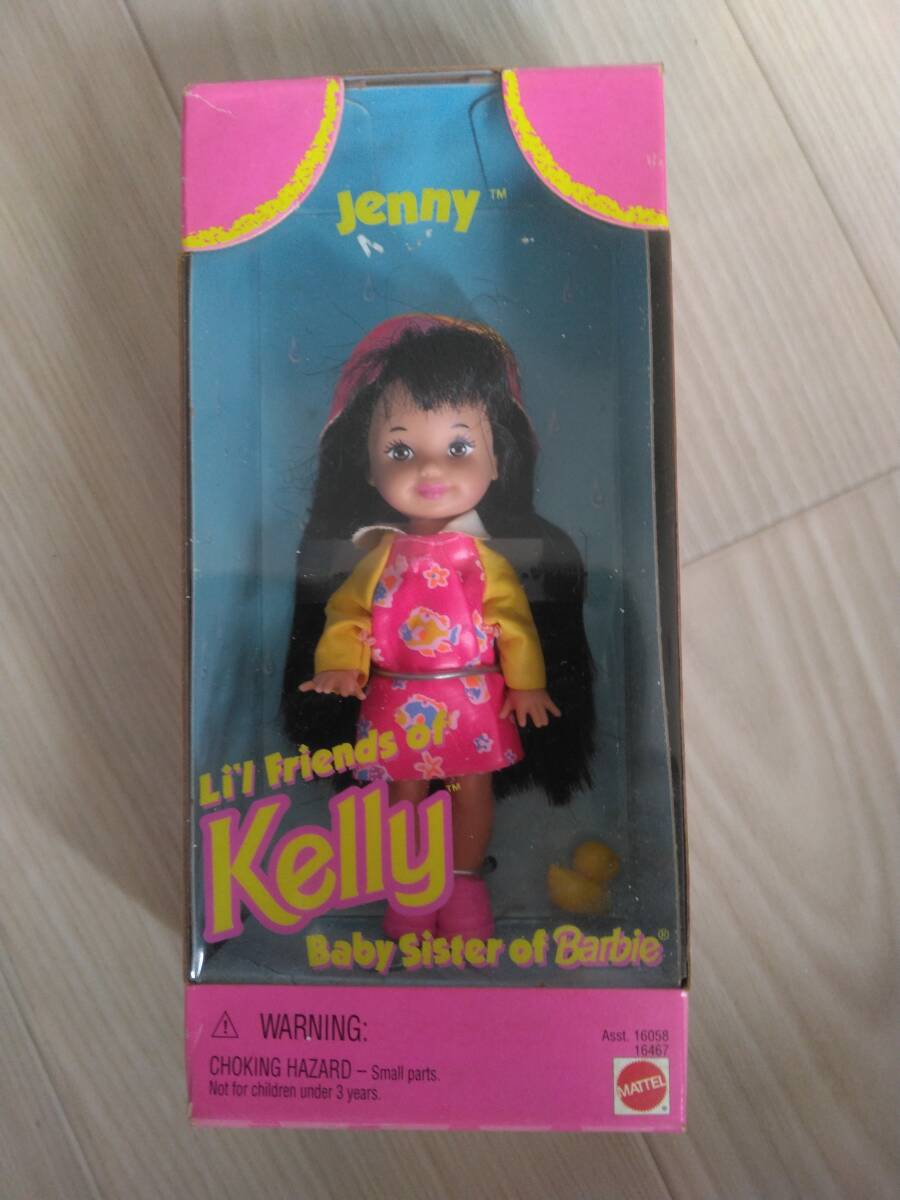 Jenny™
Li'l Friends of
Kelly™
Baby Sister of Barbie®
⚠ WARNING:
CHOKING HAZARD – Small parts.
Not for children under 3 years.
Asst. 16058
16467
MATTEL